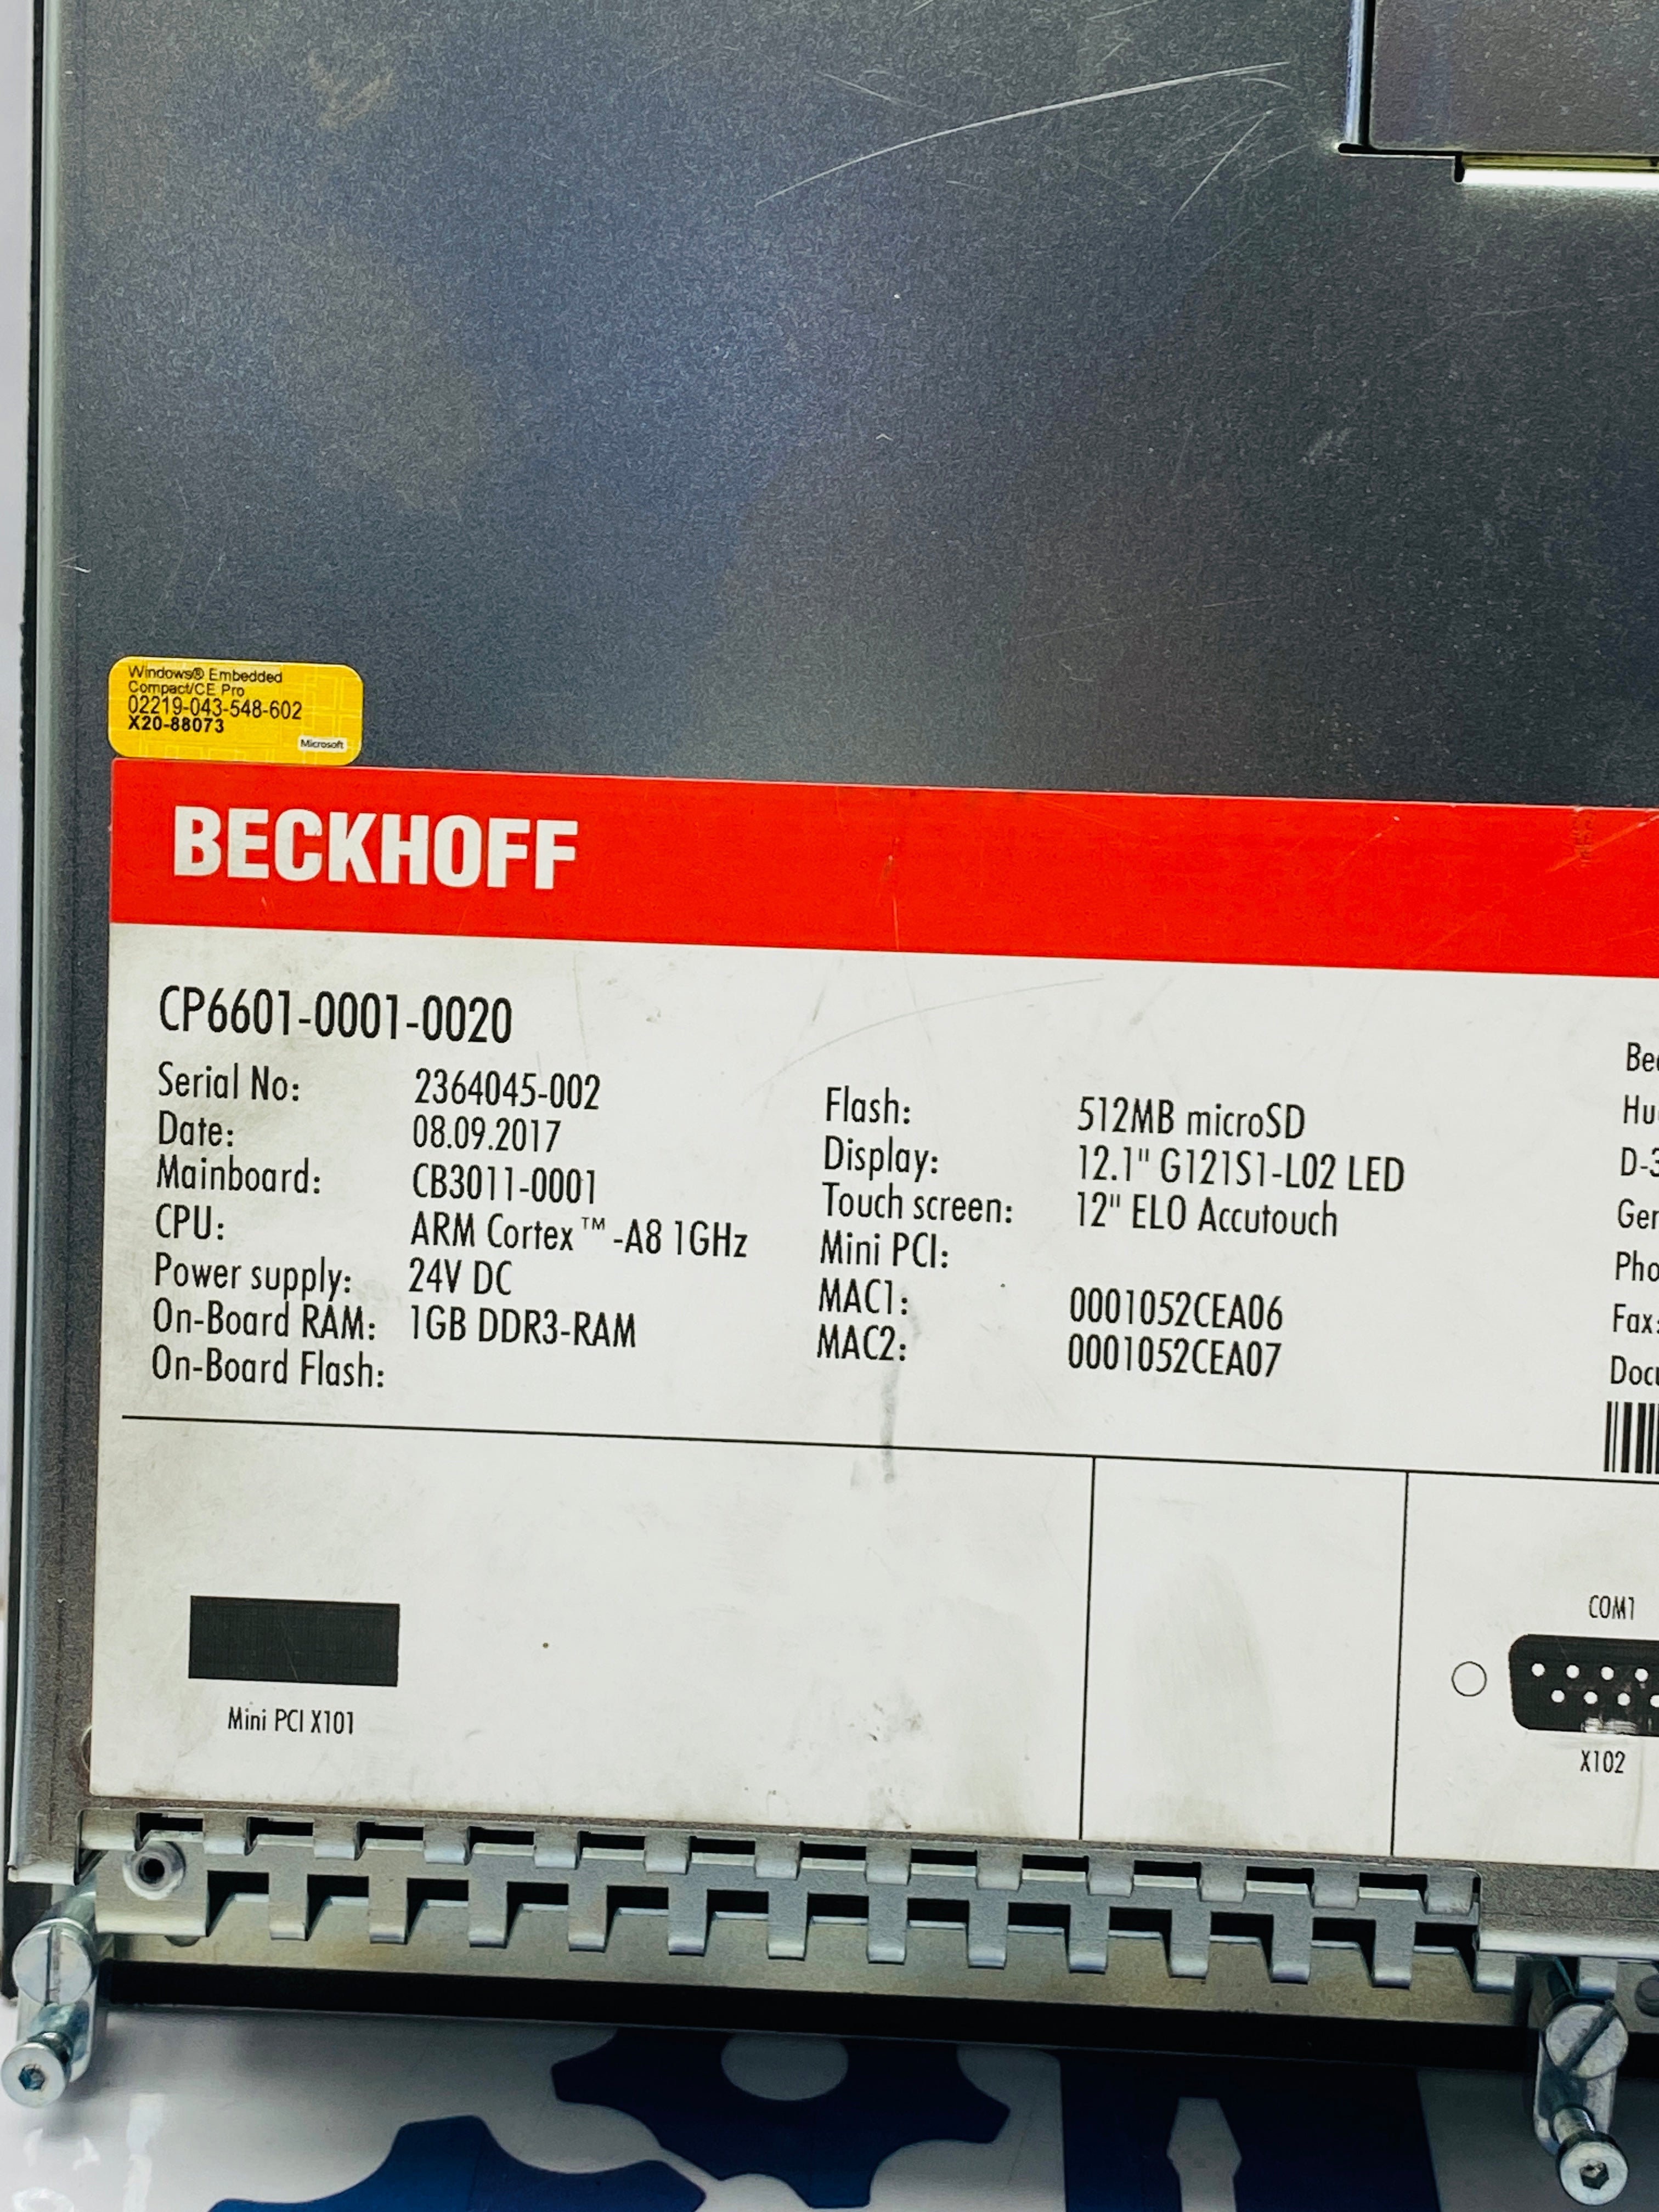 Windows® Embedded
Compact/CE Pro
02219-043-548-602
X20-88073
Microsoft
BECKHOFF
CP6601-0001-0020
Serial No: 2364045-002
Date: 08.09.2017
Mainboard: CB3011-0001
CPU: ARM Cortex™-A8 1GHz
Power supply: 24V DC
On-Board RAM: 1GB DDR3-RAM
On-Board Flash:
Flash: 512MB microSD
Display: 12.1" G121S1-L02 LED
Touch screen: 12" ELO Accutouch
Mini PCI:
MAC1: 0001052CEA06
MAC2: 0001052CEA07
Fax:
Mini PCI X101
COM1
X102